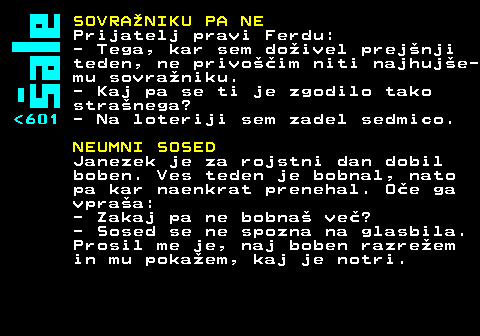 Šale
<601
SOVRAŽNIKU PA NE
Prijatelj pravi Ferdu:
- Tega, kar sem doživel prejšnji
teden, ne privoščim niti najhujše-
mu sovražniku.
- Kaj pa se ti je zgodilo tako
strašnega?
- Na loteriji sem zadel sedmico.
NEUMNI SOSED
Janezek je za rojstni dan dobil
boben. Ves teden je bobnal, nato
pa kar naenkrat prenehal. Oče ga
vpraša:
- Zakaj pa ne bobnaš več?
- Sosed se ne spozna na glasbila.
Prosil me je, naj boben razrežem
in mu pokažem, kaj je notri.